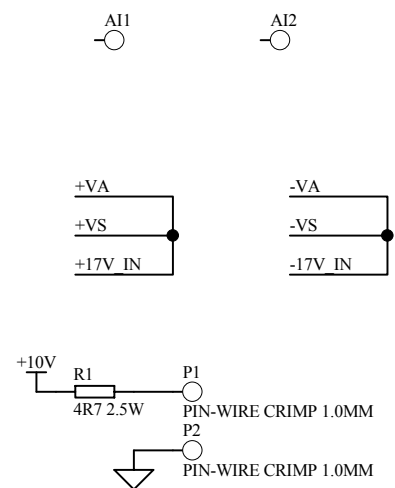 AI1 AI2
+VA -VA
+VS -VS
+17V_IN -17V_IN
+10V
R1 P1
4R7 2.5W PIN-WIRE CRIMP 1.0MM
P2
PIN-WIRE CRIMP 1.0MM